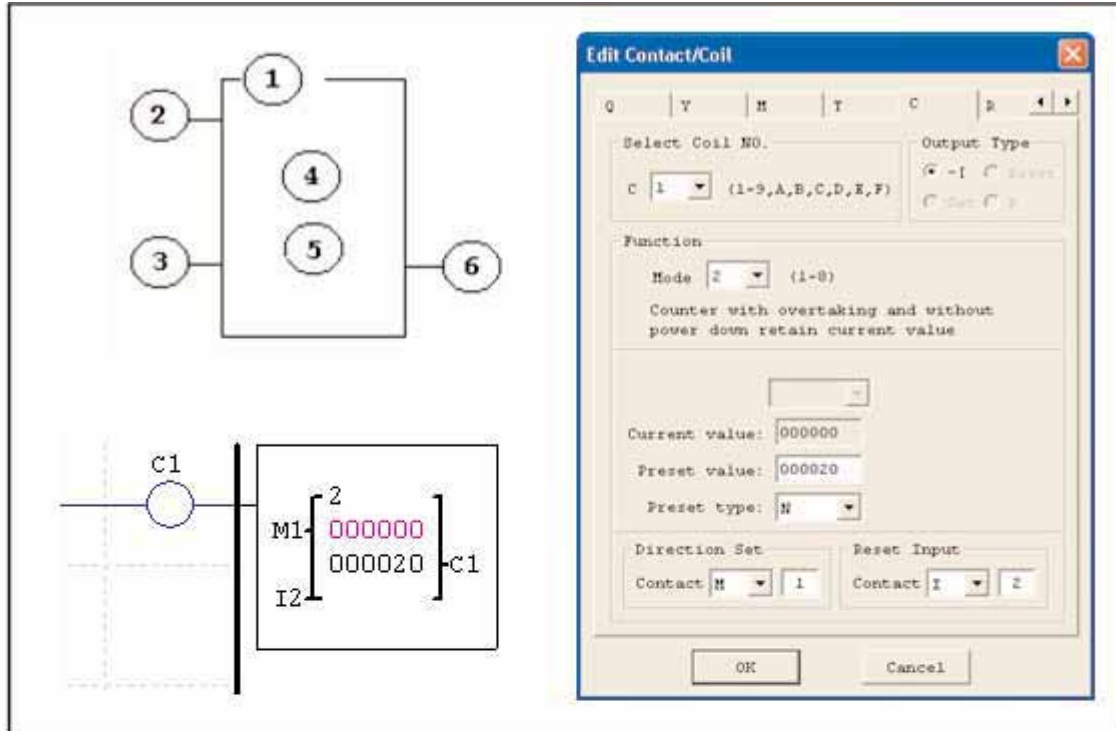 1
2
4
5
3
6
C1
2
M1
000000
000020
C1
I2
Edit Contact/Coil
Q Y M T C R
Select Coil NO.
C 1 (1-9,A,B,C,D,E,F)
Output Type
-[
Function
Mode 2 (1-8)
Counter with overtaking and without
power down retain current value
Current value: 000000
Preset value: 000020
Preset type: N
Direction Set
Contact M 1
Reset Input
Contact I 2
OK Cancel